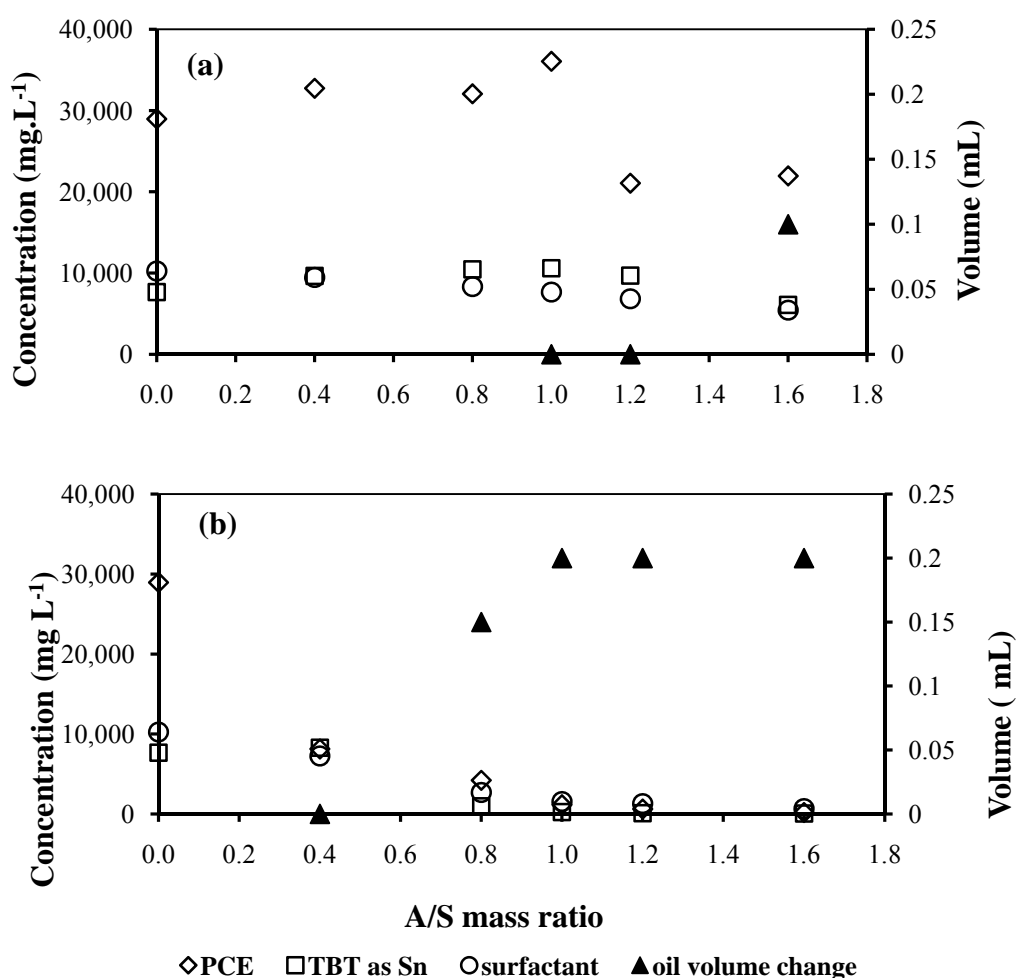 (a)
40,000
30,000
20,000
10,000
0
Concentration (mg.L-1)
0.25
0.2
0.15
0.1
0.05
0
Volume (mL)
0.0 0.2 0.4 0.6 0.8 1.0 1.2 1.4 1.6 1.8
(b)
40,000
30,000
20,000
10,000
0
Concentration (mg L-1)
0.25
0.2
0.15
0.1
0.05
0
Volume ( mL)
0.0 0.2 0.4 0.6 0.8 1.0 1.2 1.4 1.6 1.8
A/S mass ratio
PCE TBT as Sn surfactant oil volume change